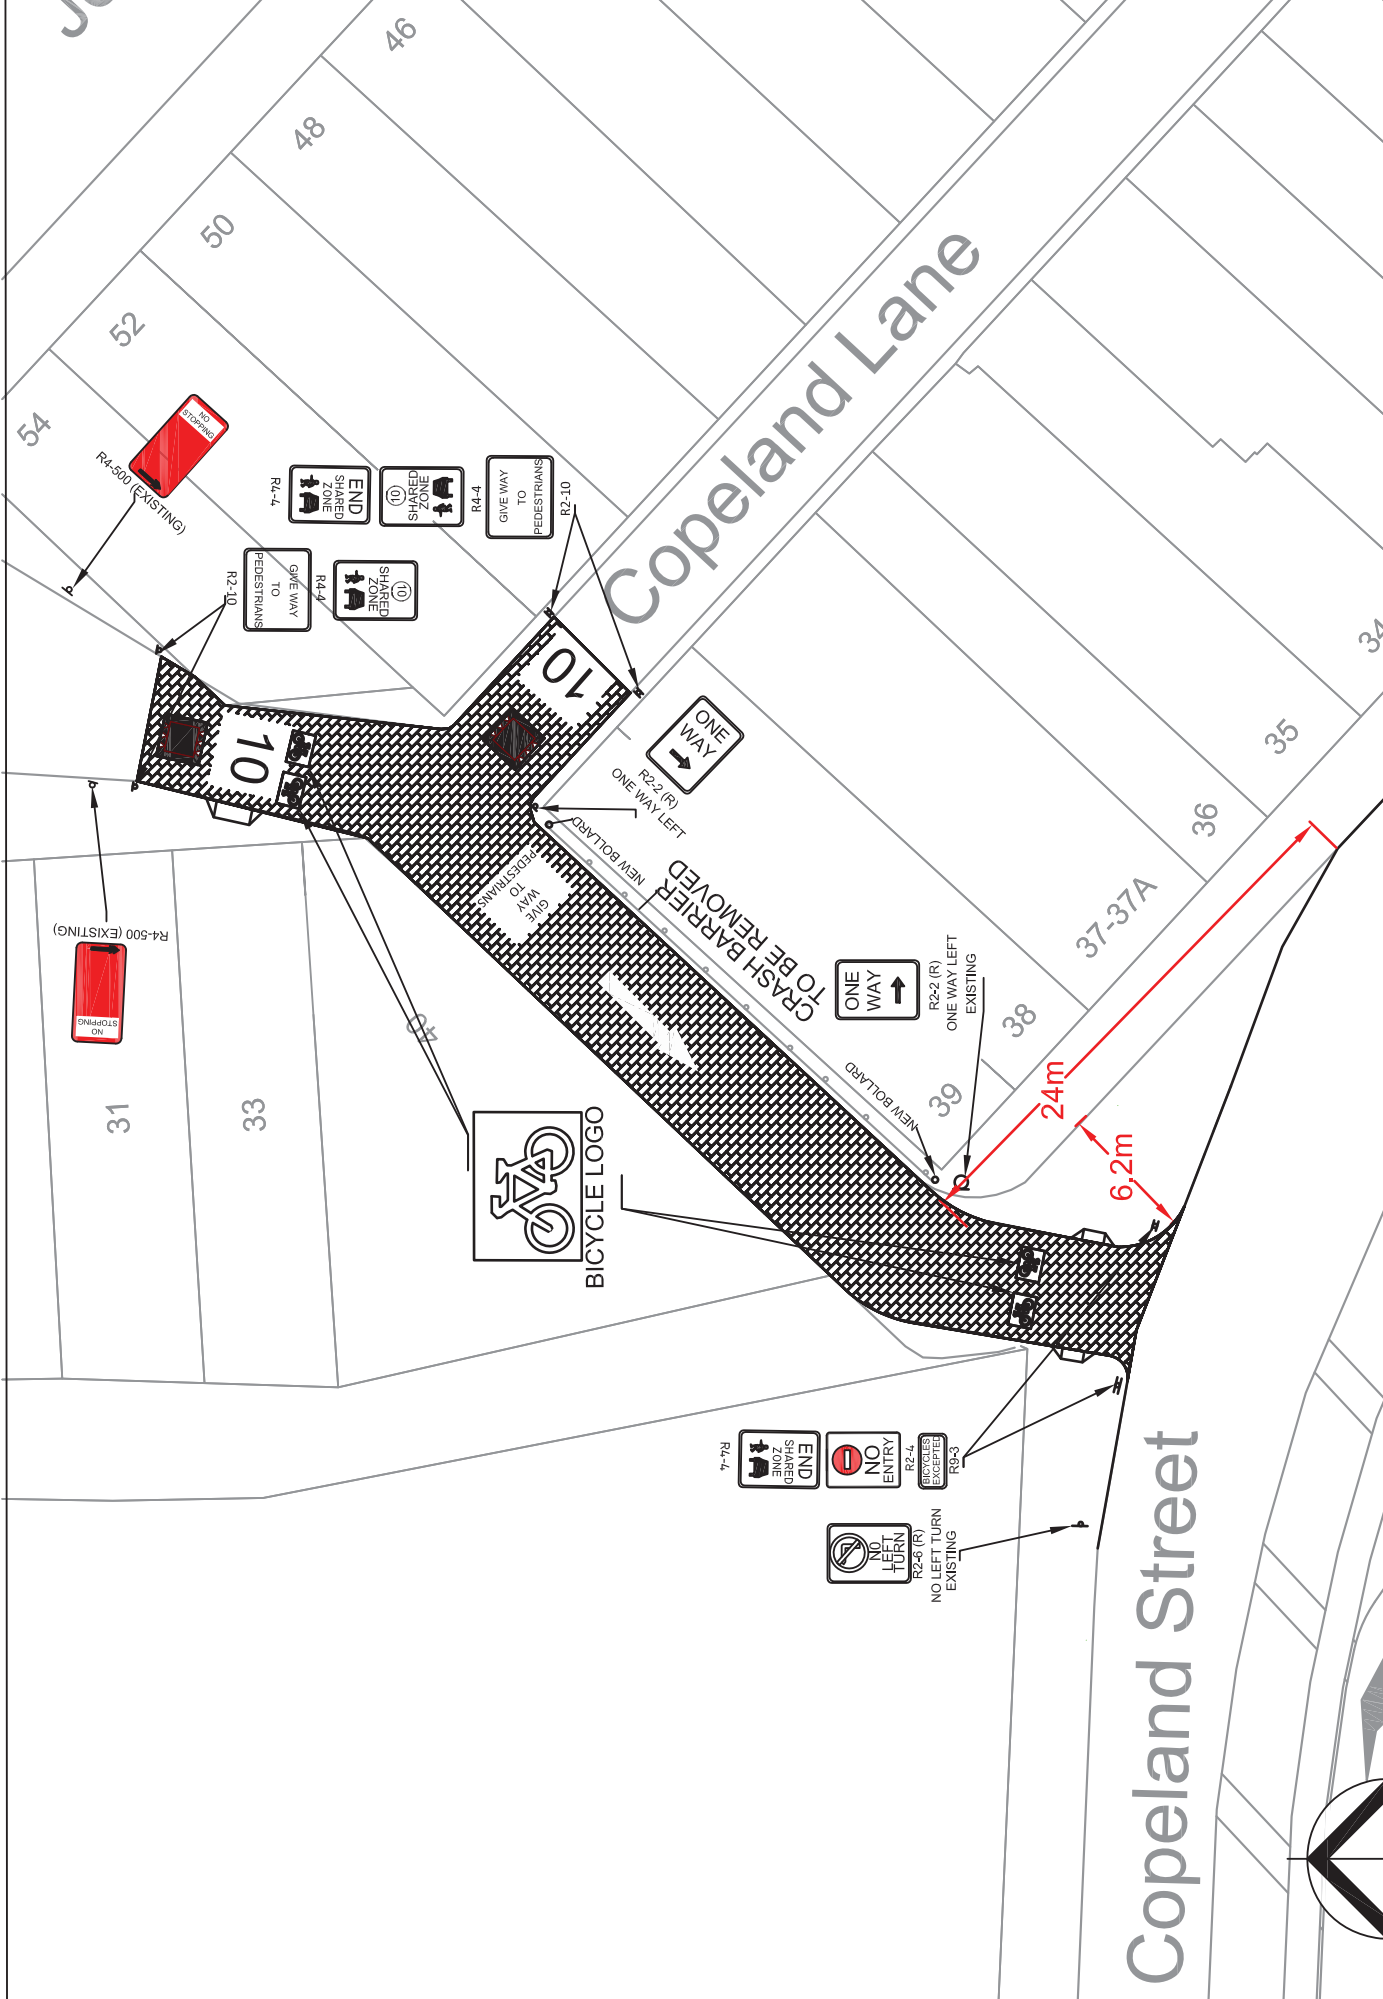 46
48
50
52
54
NO
STOPPING
R4-500 (EXISTING)
R4-4
END
SHARED
ZONE
10
SHARED
ZONE
R4-4
GIVE WAY
TO
PEDESTRIANS
R2-10
R2-10
GIVE WAY
TO
PEDESTRIANS
R4-4
10
SHARED
ZONE
Copeland Lane
10
10
ONE
WAY
R2-2 (R)
ONE WAY LEFT
NEW BOLLARD
GIVE
WAY
TO
PEDESTRIANS
CRASH BARRIER
TO BE REMOVED
R4-500 (EXISTING)
NO
STOPPING
31
33
40
BICYCLE LOGO
ONE
WAY
R2-2 (R)
ONE WAY LEFT
EXISTING
NEW BOLLARD
34
35
36
37-37A
38
39
24m
6.2m
R4-4
END
SHARED
ZONE
NO
ENTRY
R2-4
BICYCLES
EXCEPTED
R9-3
NO
LEFT
TURN
R2-6 (R)
NO LEFT TURN
EXISTING
Copeland Street